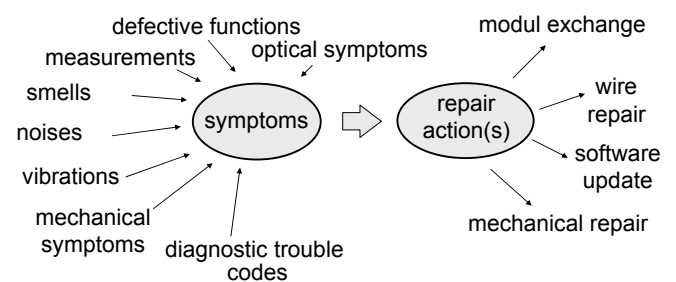 defective functions
optical symptoms
measurements
smells
noises
vibrations
mechanical
symptoms
diagnostic trouble
codes
symptoms
repair
action(s)
modul exchange
wire
repair
software
update
mechanical repair